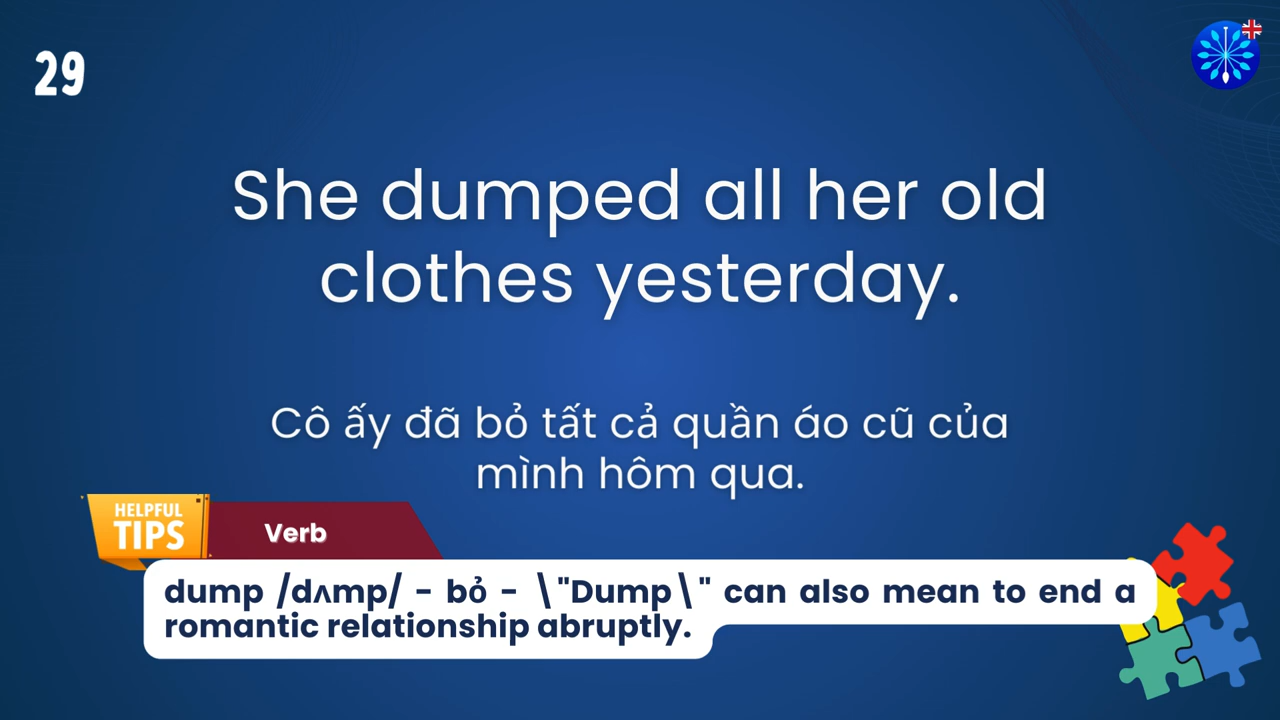 29
She dumped all her old
clothes yesterday.
Cô ấy đã bỏ tất cả quần áo cũ của
mình hôm qua.
HELPFUL
TIPS
Verb
dump /dʌmp/ - bỏ - \"Dump\" can also mean to end a
romantic relationship abruptly.